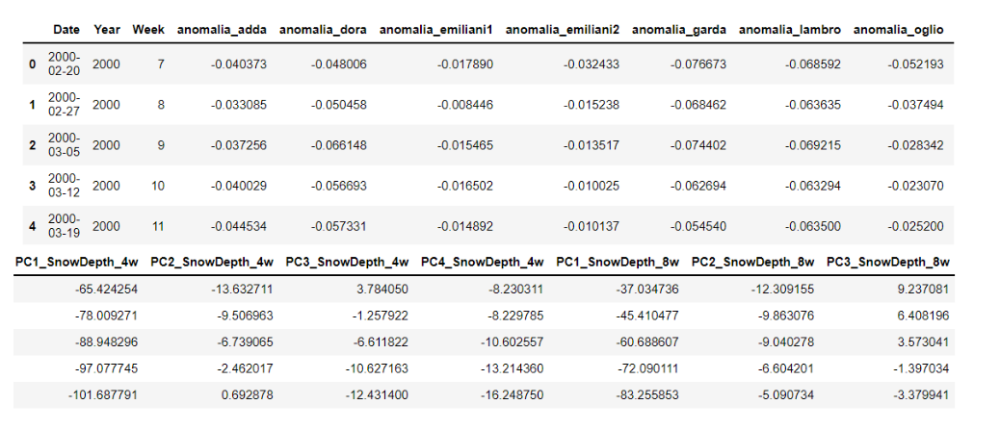 Date Year Week anomalia_adda anomalia_dora anomalia_emiliani1 anomalia_emiliani2 anomalia_garda anomalia_lambro anomalia_oglio
0 2000-02-20 2000 7 -0.040373 -0.048006 -0.017890 -0.032433 -0.076673 -0.068592 -0.052193
1 2000-02-27 2000 8 -0.033085 -0.050458 -0.008446 -0.015238 -0.068462 -0.063635 -0.037494
2 2000-03-05 2000 9 -0.037256 -0.066148 -0.015465 -0.013517 -0.074402 -0.069215 -0.028342
3 2000-03-12 2000 10 -0.040029 -0.056693 -0.016502 -0.010025 -0.062694 -0.063294 -0.023070
4 2000-03-19 2000 11 -0.044534 -0.057331 -0.014892 -0.010137 -0.054540 -0.063500 -0.025200
PC1_SnowDepth_4w PC2_SnowDepth_4w PC3_SnowDepth_4w PC4_SnowDepth_4w PC1_SnowDepth_8w PC2_SnowDepth_8w PC3_SnowDepth_8w
-65.424254 -13.632711 3.784050 -8.230311 -37.034736 -12.309155 9.237081
-78.009271 -9.506963 -1.257922 -8.229785 -45.410477 -9.863076 6.408196
-88.948296 -6.739065 -6.611822 -10.602557 -60.688607 -9.040278 3.573041
-97.077745 -2.462017 -10.627163 -13.214360 -72.090111 -6.604201 -1.397034
-101.687791 0.692878 -12.431400 -16.248750 -83.255853 -5.090734 -3.379941